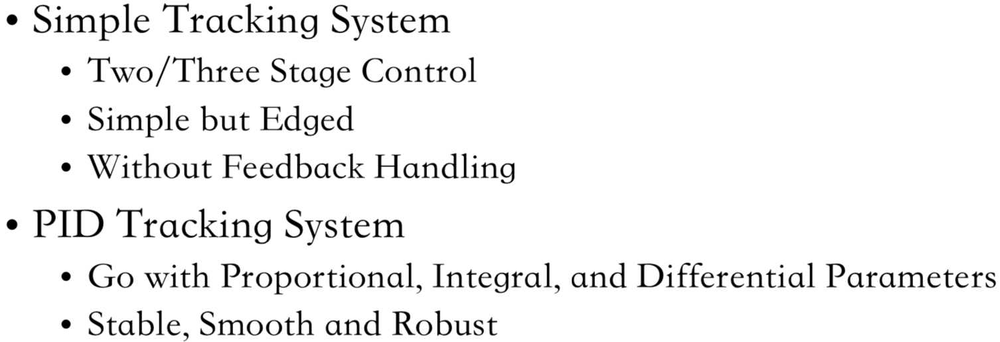 • Simple Tracking System
• Two/Three Stage Control
• Simple but Edged
• Without Feedback Handling
• PID Tracking System
• Go with Proportional, Integral, and Differential Parameters
• Stable, Smooth and Robust